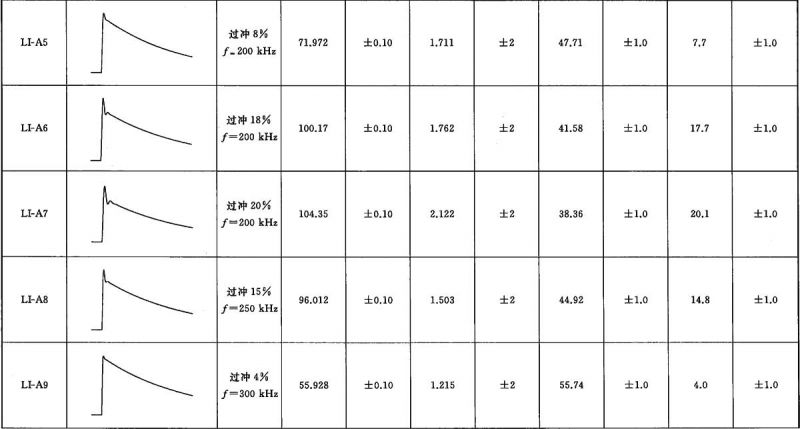 LI-A5 过冲 8% f=200 kHz 71.972 ±0.10 1.711 ±2 47.71 ±1.0 7.7 ±1.0
LI-A6 过冲 18% f=200 kHz 100.17 ±0.10 1.762 ±2 41.58 ±1.0 17.7 ±1.0
LI-A7 过冲 20% f=200 kHz 104.35 ±0.10 2.122 ±2 38.36 ±1.0 20.1 ±1.0
LI-A8 过冲 15% f=250 kHz 96.012 ±0.10 1.503 ±2 44.92 ±1.0 14.8 ±1.0
LI-A9 过冲 4% f=300 kHz 55.928 ±0.10 1.215 ±2 55.74 ±1.0 4.0 ±1.0